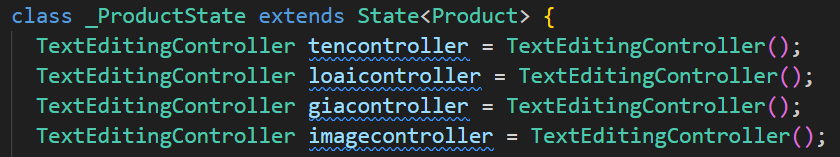 class _ProductState extends State<Product> {
TextEditingController tencontroller = TextEditingController();
TextEditingController loaicontroller = TextEditingController();
TextEditingController giacontroller = TextEditingController();
TextEditingController imagecontroller = TextEditingController();